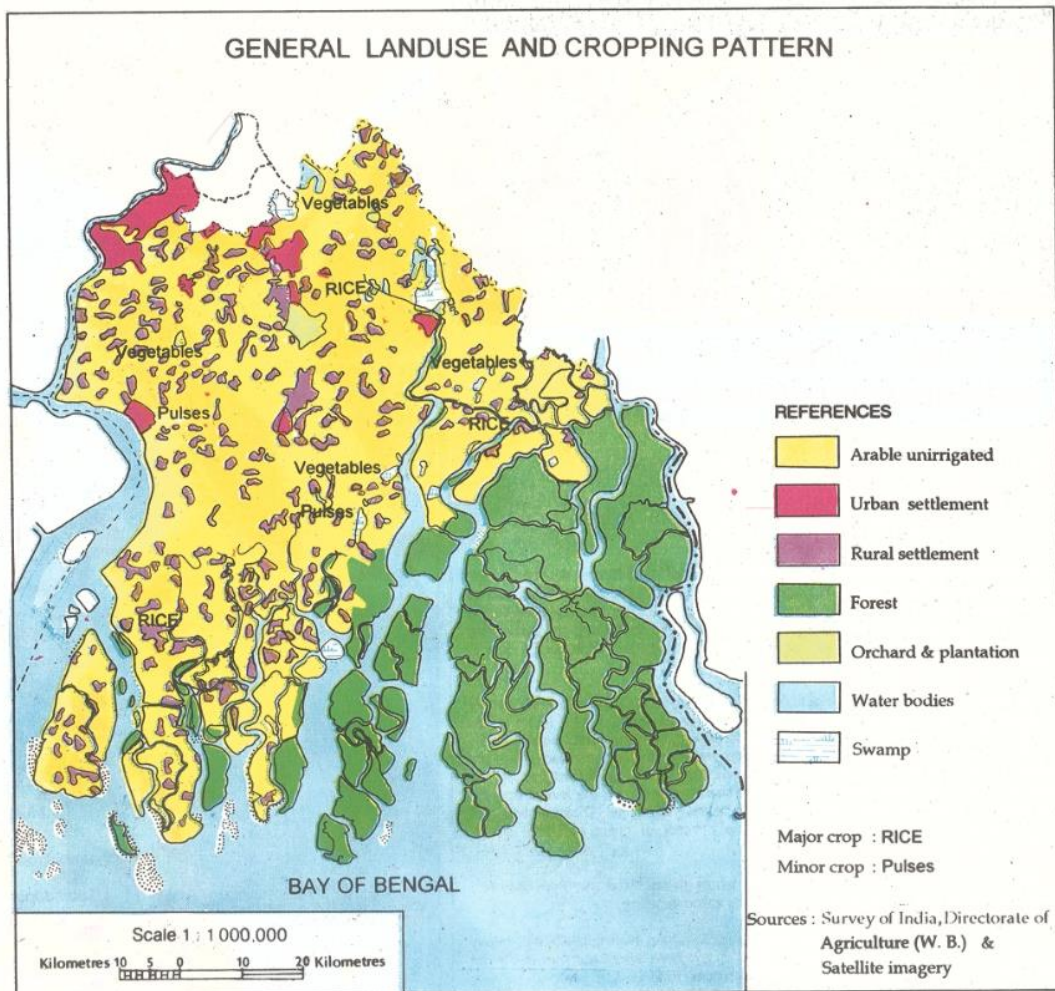 GENERAL LANDUSE AND CROPPING PATTERN
Vegetables
RICE
Vegetables
Vegetables
Pulses
RICE
Vegetables
Pulses
RICE
BAY OF BENGAL
REFERENCES
Arable unirrigated
Urban settlement
Rural settlement
Forest
Orchard & plantation
Water bodies
Swamp
Major crop : RICE
Minor crop : Pulses
Sources : Survey of India, Directorate of
Agriculture (W. B.) &
Satellite imagery
Scale 1 : 1 000,000
Kilometres 10 5 0 10 20 Kilometres